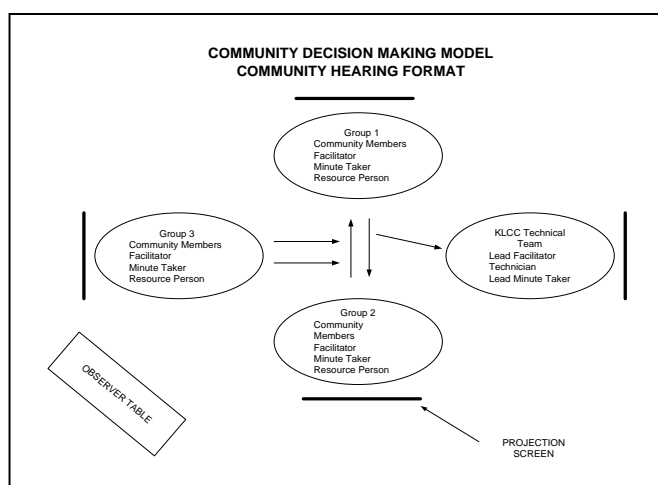 COMMUNITY DECISION MAKING MODEL
COMMUNITY HEARING FORMAT
Group 1
Community Members
Facilitator
Minute Taker
Resource Person
Group 3
Community Members
Facilitator
Minute Taker
Resource Person
KLCC Technical
Team
Lead Facilitator
Technician
Lead Minute Taker
Group 2
Community
Members
Facilitator
Minute Taker
Resource Person
OBSERVER TABLE
PROJECTION
SCREEN